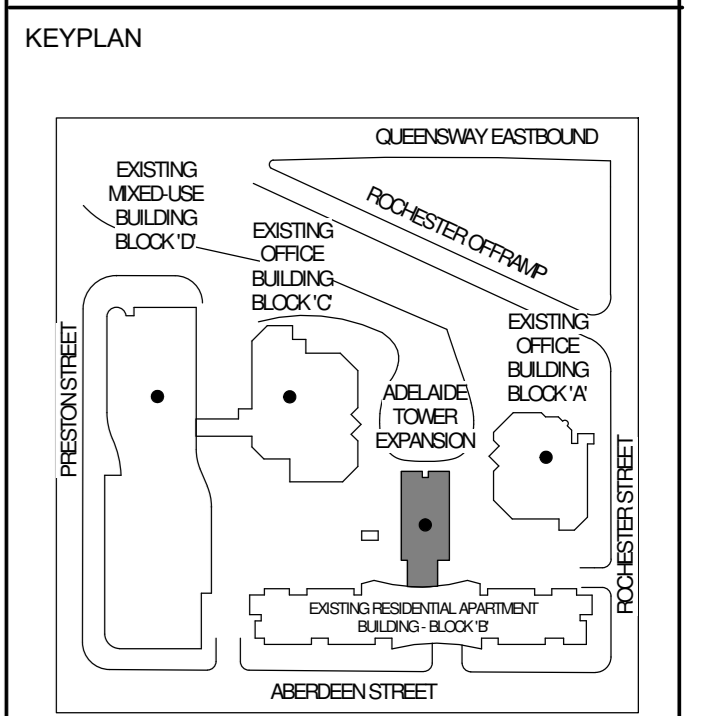 KEYPLAN
QUEENSWAY EASTBOUND
EXISTING
MIXED-USE
BUILDING
BLOCK 'D'
EXISTING
OFFICE
BUILDING
BLOCK 'C'
ROCHESTER OFFRAMP
EXISTING
OFFICE
BUILDING
BLOCK 'A'
ADELAIDE
TOWER
EXPANSION
PRESTON STREET
ROCHESTER STREET
EXISTING RESIDENTIAL APARTMENT
BUILDING - BLOCK 'B'
ABERDEEN STREET